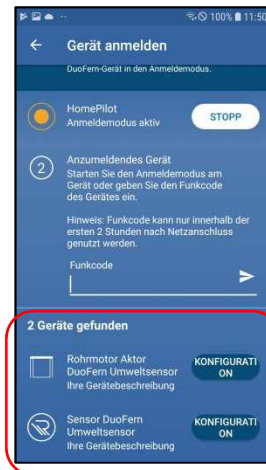 100% 11:50
Gerät anmelden
DuoFern-Gerät in den Anmeldemodus.
HomePilot
Anmeldemodus aktiv
STOPP
2
Anzumeldendes Gerät
Starten Sie den Anmeldemodus am
Gerät oder geben Sie den Funkcode
des Gerätes ein.
Hinweis: Funkcode kann nur innerhalb der
ersten 2 Stunden nach Netzanschluss
genutzt werden.
Funkcode
2 Geräte gefunden
Rohrmotor Aktor
DuoFern Umweltsensor
Ihre Gerätebeschreibung
KONFIGURATI
ON
Sensor DuoFern
Umweltsensor
Ihre Gerätebeschreibung
KONFIGURATI
ON